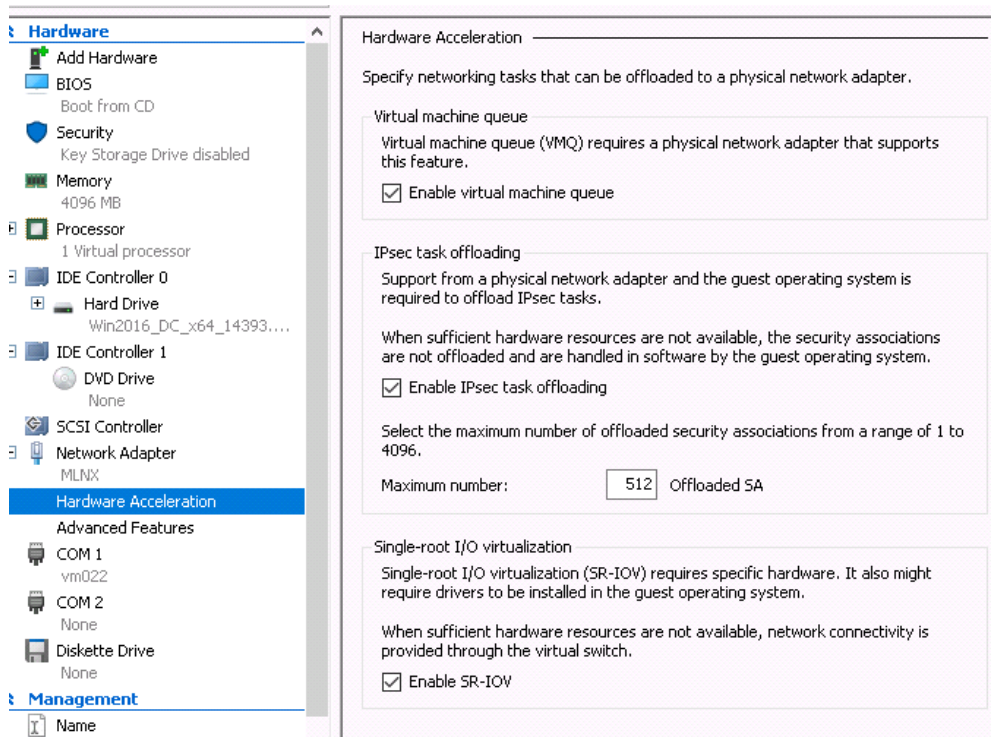 Hardware
Add Hardware
BIOS
Boot from CD
Security
Key Storage Drive disabled
Memory
4096 MB
Processor
1 Virtual processor
IDE Controller 0
Hard Drive
Win2016_DC_x64_14393....
IDE Controller 1
DVD Drive
None
SCSI Controller
Network Adapter
MLNX
Hardware Acceleration
Advanced Features
COM 1
vm022
COM 2
None
Diskette Drive
None
Management
Name
Hardware Acceleration
Specify networking tasks that can be offloaded to a physical network adapter.
Virtual machine queue
Virtual machine queue (VMQ) requires a physical network adapter that supports
this feature.
Enable virtual machine queue
IPsec task offloading
Support from a physical network adapter and the guest operating system is
required to offload IPsec tasks.
When sufficient hardware resources are not available, the security associations
are not offloaded and are handled in software by the guest operating system.
Enable IPsec task offloading
Select the maximum number of offloaded security associations from a range of 1 to
4096.
Maximum number: 512 Offloaded SA
Single-root I/O virtualization
Single-root I/O virtualization (SR-IOV) requires specific hardware. It also might
require drivers to be installed in the guest operating system.
When sufficient hardware resources are not available, network connectivity is
provided through the virtual switch.
Enable SR-IOV